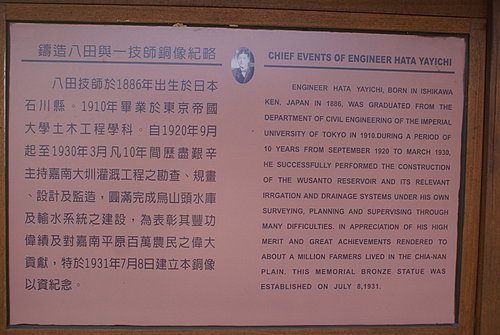 鑄造八田與一技師銅像紀略
八田技師於1886年出生於日本
石川縣。1910年畢業於東京帝國
大學土木工程學科。自1920年9月
起至1930年3月凡10年間歷盡艱辛
主持嘉南大圳灌溉工程之勘查、規畫
、設計及監造,圓滿完成烏山頭水庫
及輸水系統之建設,為表彰其豐功
偉績及對嘉南平原百萬農民之偉大
貢獻,特於1931年7月8日建立本銅像
以資紀念。
CHIEF EVENTS OF ENGINEER HATA YAYICHI
ENGINEER HATA YAYICHI, BORN IN ISHIKAWA
KEN, JAPAN IN 1886, WAS GRADUATED FROM THE
DEPARTMENT OF CIVIL ENGINEERING OF THE IMPERIAL
UNIVERSITY OF TOKYO IN 1910.DURING A PERIOD OF
10 YEARS FROM SEPTEMBER 1920 TO MARCH 1930,
HE SUCCESSFULLY PERFORMED THE CONSTRUCTION
OF THE WUSANTO RESERVOIR AND ITS RELEVANT
IRRGATION AND DRAINAGE SYSTEMS UNDER HIS OWN
SURVEYING, PLANNING AND SUPERVISING THROUGH
MANY DIFFICULTIES. IN APPRECIATION OF HIS HIGH
MERIT AND GREAT ACHIEVEMENTS RENDERED TO
ABOUT A MILLION FARMERS LIVED IN THE CHIA-NAN
PLAIN. THIS MEMORIAL BRONZE STATUE WAS
ESTABLISHED ON JULY 8,1931.